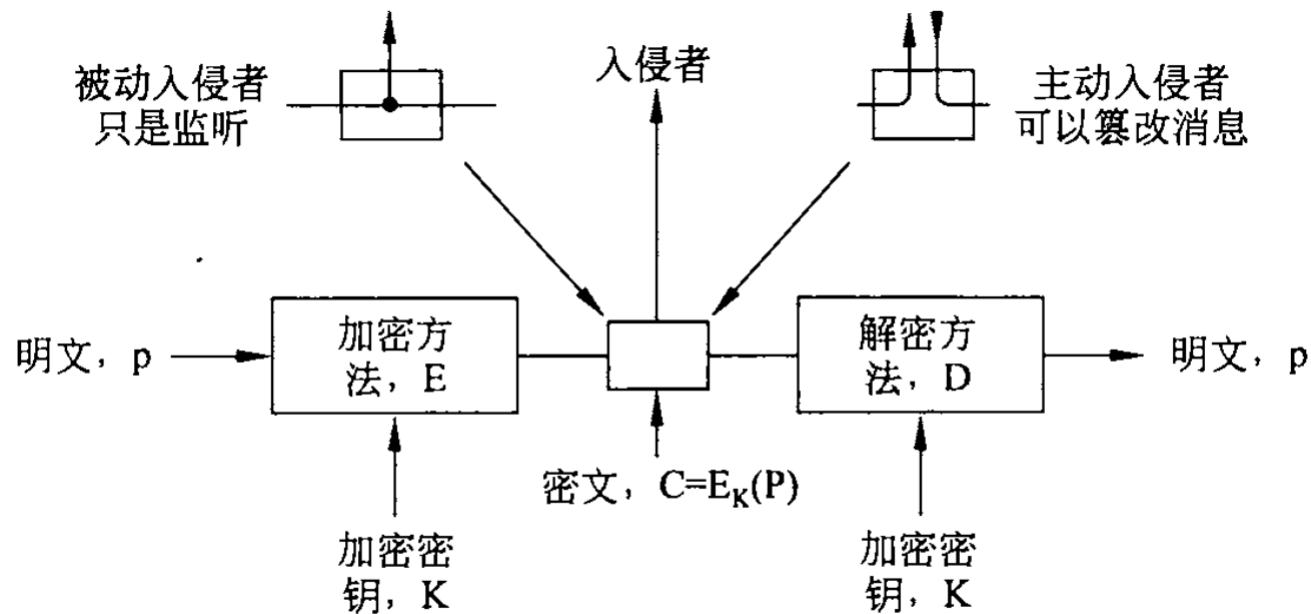 被动入侵者
只是监听
入侵者
主动入侵者
可以篡改消息
明文，p
加密方
法，E
解密方
法，D
明文，p
密文，C=E_K(P)
加密密
钥，K
加密密
钥，K